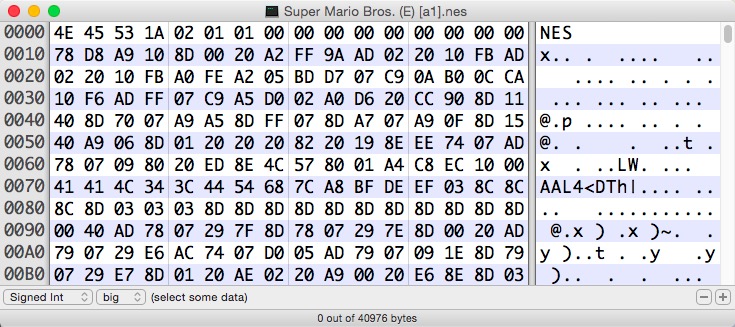 Super Mario Bros. (E) [a1].nes
0000 4E 45 53 1A 02 01 01 00 00 00 00 00 00 00 00 00 NES
0010 78 D8 A9 10 8D 00 20 A2 FF 9A AD 02 20 10 FB AD x.. .... .... ..
0020 02 20 10 FB A0 FE A2 05 BD D7 07 C9 0A B0 0C CA .... .... . ..
0030 10 F6 AD FF 07 C9 A5 D0 02 A0 D6 20 CC 90 8D 11 ... ... .. ...
0040 40 8D 70 07 A9 A5 8D FF 07 8D A7 07 A9 0F 8D 15 @.p .... .. . .
0050 40 A9 06 8D 01 20 20 20 82 20 19 8E EE 74 07 AD @. . . ..t .
0060 78 07 09 80 20 ED 8E 4C 57 80 01 A4 C8 EC 10 00 x . ..LW. ...
0070 41 41 4C 34 3C 44 54 68 7C A8 BF DE EF 03 8C 8C AAL4<DTh|..... ..
0080 8C 8D 03 03 03 8D 8D 8D 8D 8D 8D 8D 8D 8D 8D 8D .. ...........
0090 00 40 AD 78 07 29 7F 8D 78 07 29 7E 8D 00 20 AD @.x ) .x )~. .
00A0 79 07 29 E6 AC 74 07 D0 05 AD 79 07 09 1E 8D 79 y )..t . .y .y
00B0 07 29 E7 8D 01 20 AE 02 20 A9 00 20 E6 8E 8D 03 ).. . . . ...
Signed Int big (select some data)
0 out of 40976 bytes